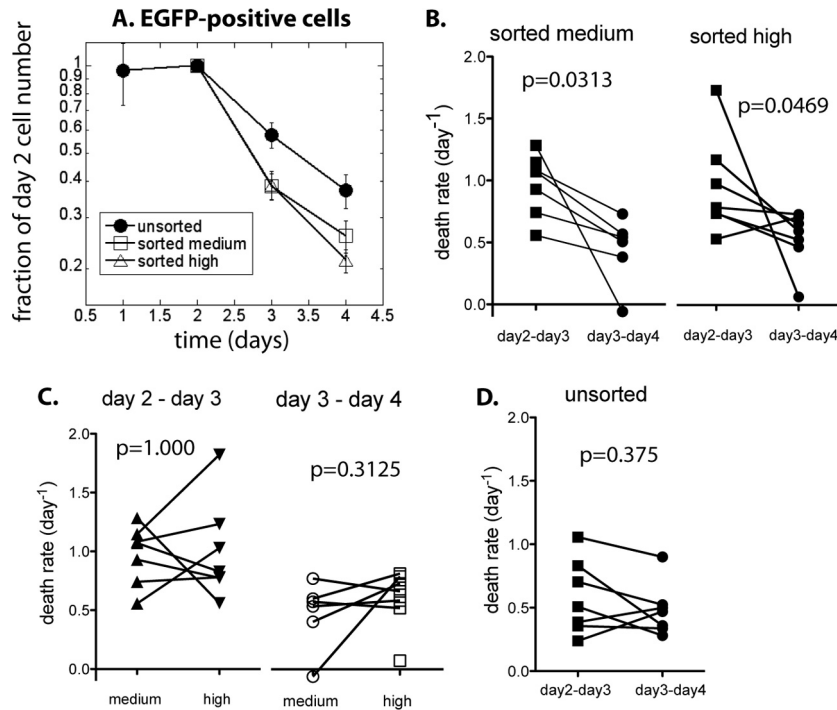 A. EGFP-positive cells
fraction of day 2 cell number
1
0.9
0.8
0.7
0.6
0.5
0.4
0.3
0.2
unsorted
sorted medium
sorted high
0.5 1 1.5 2 2.5 3 3.5 4 4.5
time (days)
B.
sorted medium
sorted high
p=0.0313
p=0.0469
death rate (day-1)
2.0
1.5
1.0
0.5
0.0
day2-day3 day3-day4
day2-day3 day3-day4
C.
day 2 - day 3
day 3 - day 4
p=1.000
p=0.3125
death rate (day-1)
2.0
1.5
1.0
0.5
0.0
medium high
medium high
D.
unsorted
p=0.375
death rate (day-1)
2.0
1.5
1.0
0.5
0.0
day2-day3 day3-day4